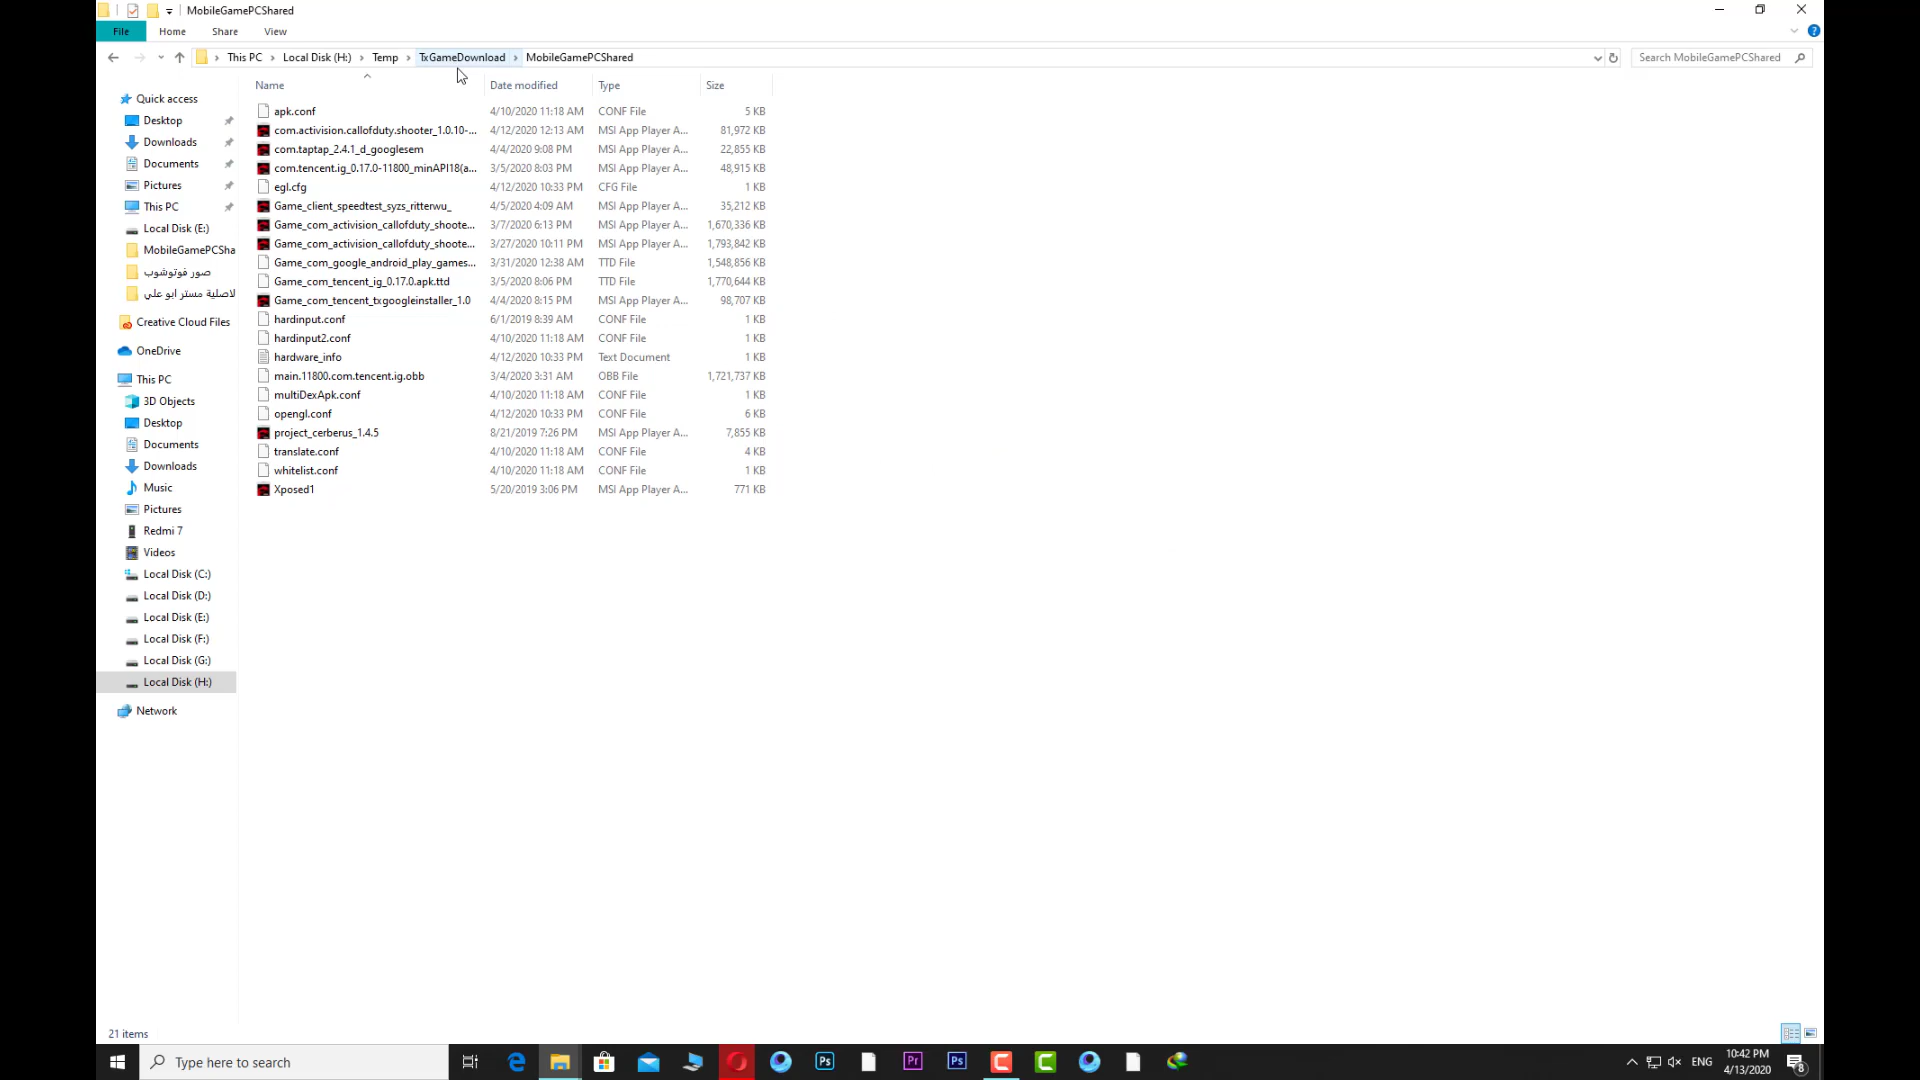 MobileGamePCShared
File Home Share View
This PC Local Disk (H:) Temp TxGameDownload MobileGamePCShared Search MobileGamePCShared
Name Date modified Type Size
Quick access
Desktop
Downloads
Documents
Pictures
This PC
Local Disk (E:)
MobileGamePCSha
صور فوتوشوب
لاصلية مستر ابو علي
Creative Cloud Files
OneDrive
This PC
3D Objects
Desktop
Documents
Downloads
Music
Pictures
Redmi 7
Videos
Local Disk (C:)
Local Disk (D:)
Local Disk (E:)
Local Disk (F:)
Local Disk (G:)
Local Disk (H:)
Network
apk.conf 4/10/2020 11:18 AM CONF File 5 KB
com.activision.callofduty.shooter_1.0.10-... 4/12/2020 12:13 AM MSI App Player A... 81,972 KB
com.taptap_2.4.1_d_googlesem 4/4/2020 9:08 PM MSI App Player A... 22,855 KB
com.tencent.ig_0.17.0-11800_minAPI18(a... 3/5/2020 8:03 PM MSI App Player A... 48,915 KB
egl.cfg 4/12/2020 10:33 PM CFG File 1 KB
Game_client_speedtest_syzs_ritterwu_ 4/5/2020 4:09 AM MSI App Player A... 35,212 KB
Game_com_activision_callofduty_shoote... 3/7/2020 6:13 PM MSI App Player A... 1,670,336 KB
Game_com_activision_callofduty_shoote... 3/27/2020 10:11 PM MSI App Player A... 1,793,842 KB
Game_com_google_android_play_games... 3/31/2020 12:38 AM TTD File 1,548,856 KB
Game_com_tencent_ig_0.17.0.apk.ttd 3/5/2020 8:06 PM TTD File 1,770,644 KB
Game_com_tencent_txgoogleinstaller_1.0 4/4/2020 8:15 PM MSI App Player A... 98,707 KB
hardinput.conf 6/1/2019 8:39 AM CONF File 1 KB
hardinput2.conf 4/10/2020 11:18 AM CONF File 1 KB
hardware_info 4/12/2020 10:33 PM Text Document 1 KB
main.11800.com.tencent.ig.obb 3/4/2020 3:31 AM OBB File 1,721,737 KB
multiDexApk.conf 4/10/2020 11:18 AM CONF File 1 KB
opengl.conf 4/12/2020 10:33 PM CONF File 6 KB
project_cerberus_1.4.5 8/21/2019 7:26 PM MSI App Player A... 7,855 KB
translate.conf 4/10/2020 11:18 AM CONF File 4 KB
whitelist.conf 4/10/2020 11:18 AM CONF File 1 KB
Xposed1 5/20/2019 3:06 PM MSI App Player A... 771 KB
21 items
Type here to search
Ps Pr Ps
ENG
10:42 PM
4/13/2020
8